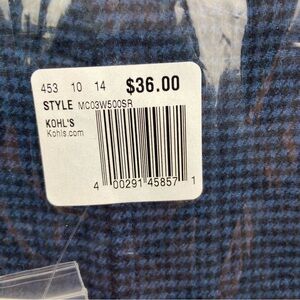 453 10 14 $36.00
STYLE MC03W500SR
KOHL'S
Kohls.com
4 00291 45857 1